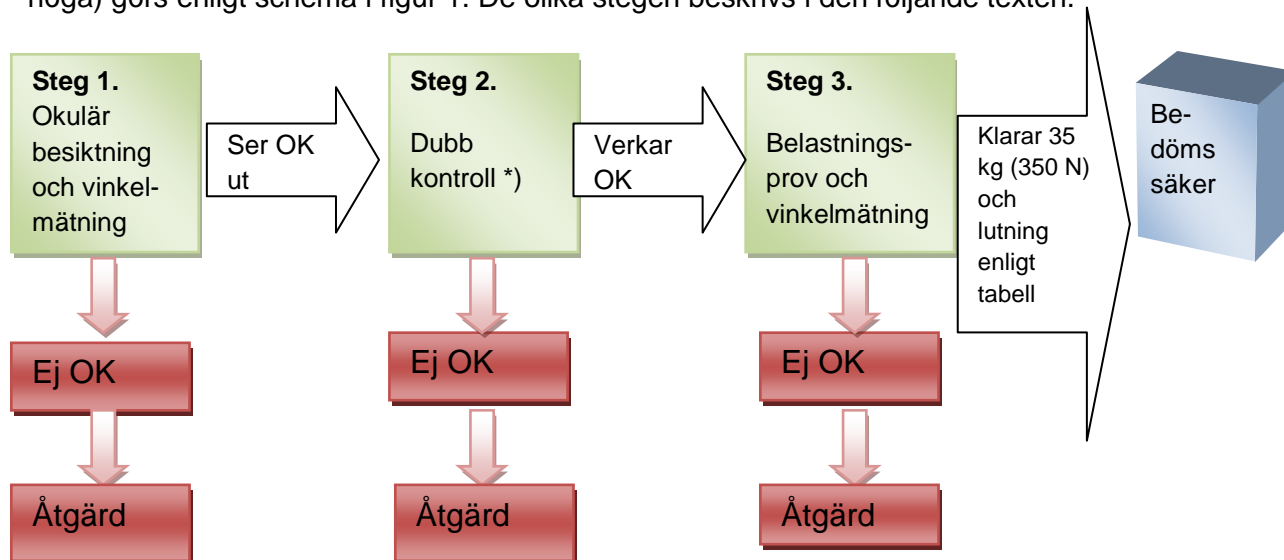 höga) görs enligt schema i figur 1. De olika stegen beskrivs i den följande texten.
Steg 1.
Okulär
besiktning
och vinkel-
mätning
Ser OK
ut
Steg 2.
Dubb
kontroll *)
Verkar
OK
Steg 3.
Belastnings-
prov och
vinkelmätning
Klarar 35
kg (350 N)
och
lutning
enligt
tabell
Be-
döms
säker
Ej OK
Ej OK
Ej OK
Åtgärd
Åtgärd
Åtgärd